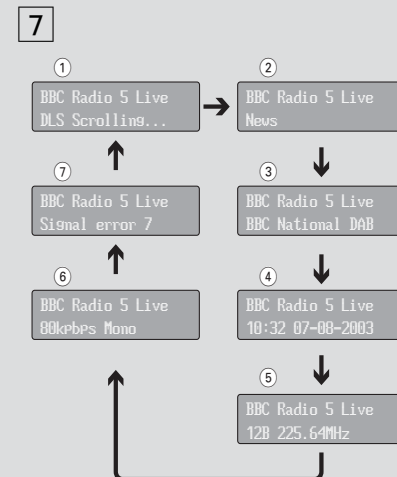 7
1
BBC Radio 5 Live
DLS Scrolling...
2
BBC Radio 5 Live
News
3
BBC Radio 5 Live
BBC National DAB
4
BBC Radio 5 Live
10:32 07-08-2003
5
BBC Radio 5 Live
12B 225.64MHz
6
BBC Radio 5 Live
80kpbps Mono
7
BBC Radio 5 Live
Signal error 7